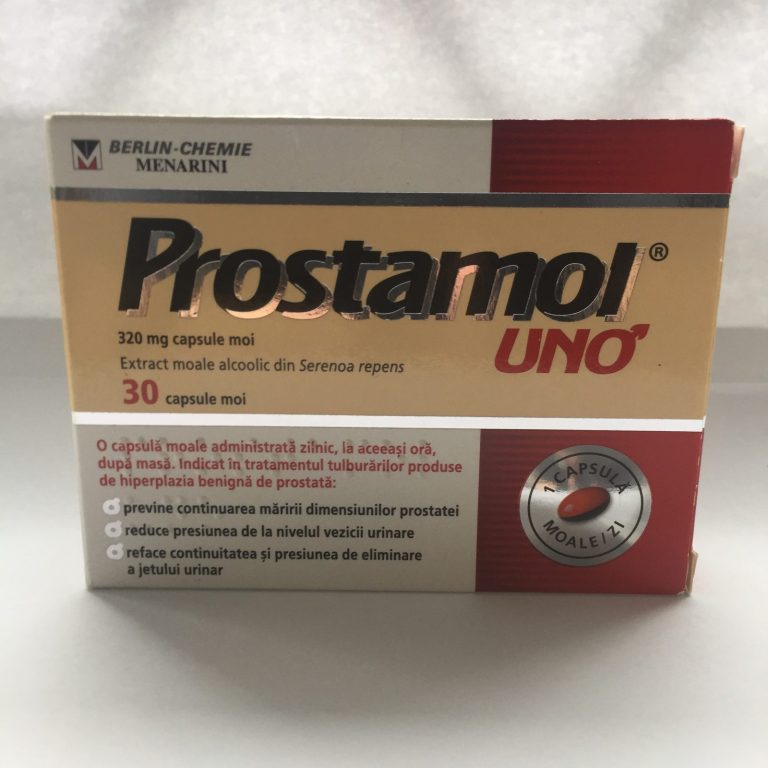 BERLIN-CHEMIE
MENARINI
Prostamol®
UNO
320 mg capsule moi
Extract moale alcoolic din Serenoa repens
30 capsule moi
O capsulă moale administrată zilnic, la aceeași oră,
după masă. Indicat în tratamentul tulburărilor produse
de hiperplazia benignă de prostată:
previne continuarea măririi dimensiunilor prostatei
reduce presiunea de la nivelul vezicii urinare
reface continuitatea și presiunea de eliminare
a jetului urinar
1 CAPSULĂ
MOALE/ZI